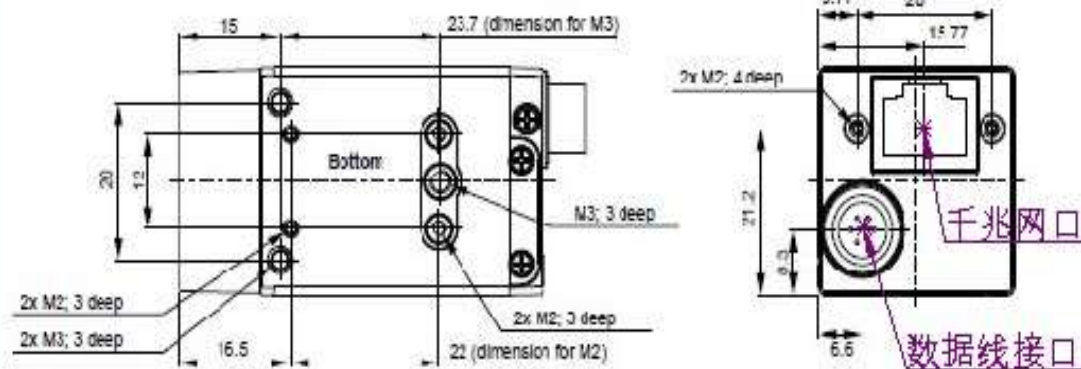 15
23.7 (dimension for M3)
20
15.77
2x M2; 4 deep
Bottom
20
12
21.2
M3; 3 deep
千兆网口
2x M2; 3 deep
2x M3; 3 deep
2x M2; 3 deep
16.5
22 (dimension for M2)
数据线接口